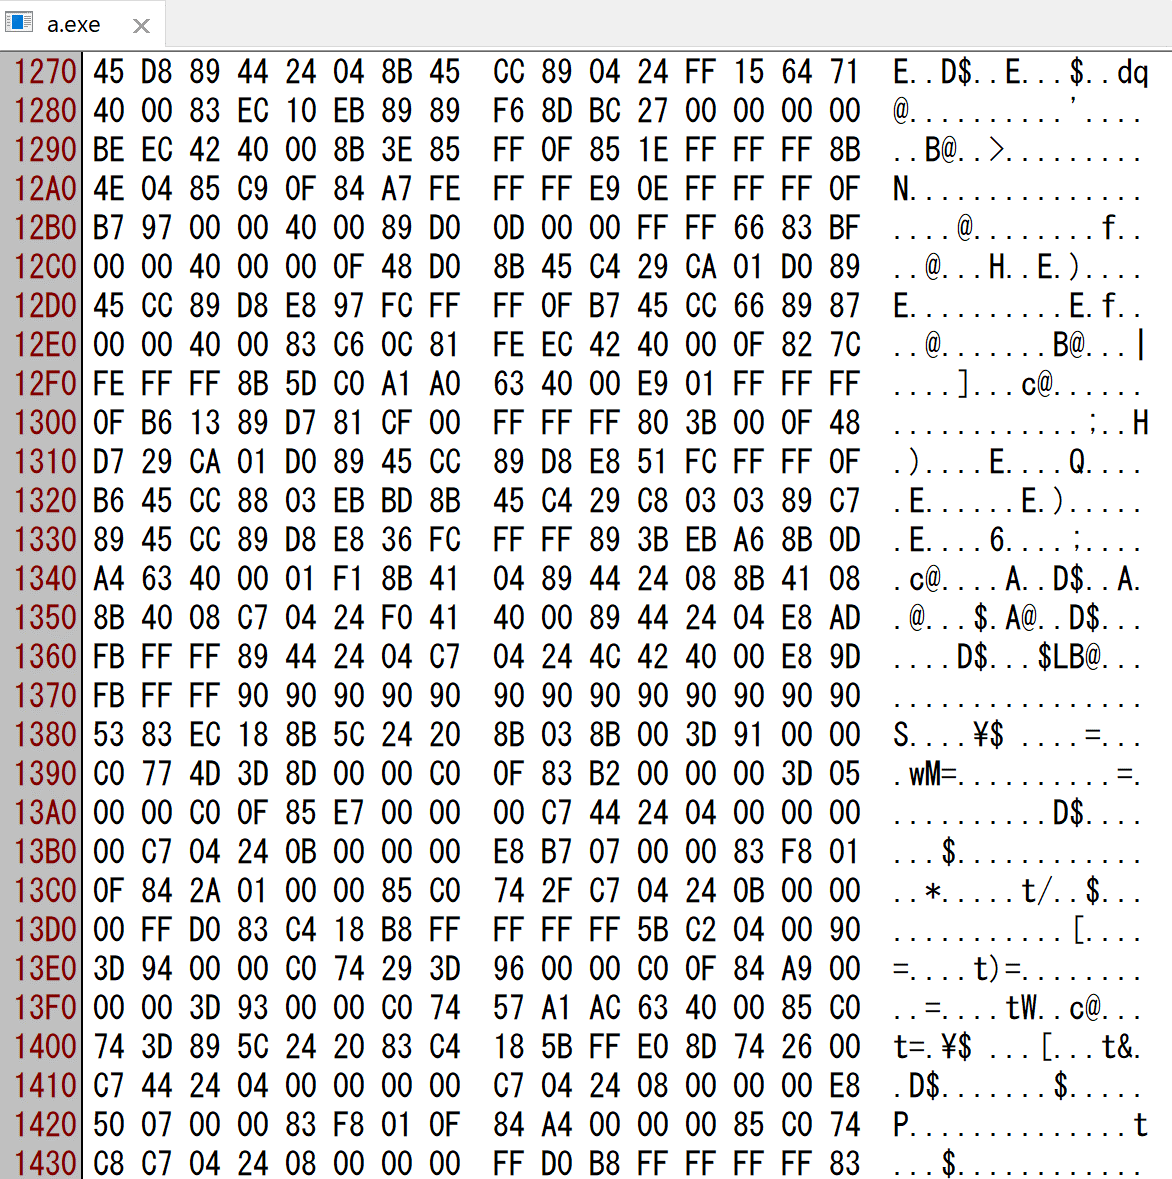 a.exe
1270 45 D8 89 44 24 04 8B 45 CC 89 04 24 FF 15 64 71 E..D$..E...$..dq
1280 40 00 83 EC 10 EB 89 89 F6 8D BC 27 00 00 00 00 @..........'....
1290 BE EC 42 40 00 8B 3E 85 FF 0F 85 1E FF FF FF 8B ..B@..>.........
12A0 4E 04 85 C9 0F 84 A7 FE FF FF E9 0E FF FF FF 0F N...............
12B0 B7 97 00 00 40 00 89 D0 0D 00 00 FF FF 66 83 BF ....@........f..
12C0 00 00 40 00 00 0F 48 D0 8B 45 C4 29 CA 01 D0 89 ..@...H..E.)....
12D0 45 CC 89 D8 E8 97 FC FF FF 0F B7 45 CC 66 89 87 E..........E.f..
12E0 00 00 40 00 83 C6 0C 81 FE EC 42 40 00 0F 82 7C ..@.......B@...|
12F0 FE FF FF 8B 5D C0 A1 A0 63 40 00 E9 01 FF FF FF ....]...c@......
1300 0F B6 13 89 D7 81 CF 00 FF FF FF 80 3B 00 0F 48 ............;..H
1310 D7 29 CA 01 D0 89 45 CC 89 D8 E8 51 FC FF FF 0F .)....E....Q....
1320 B6 45 CC 88 03 EB BD 8B 45 C4 29 C8 03 03 89 C7 .E......E.).....
1330 89 45 CC 89 D8 E8 36 FC FF FF 89 3B EB A6 8B 0D .E....6....;....
1340 A4 63 40 00 01 F1 8B 41 04 89 44 24 08 8B 41 08 .c@....A..D$..A.
1350 8B 40 08 C7 04 24 F0 41 40 00 89 44 24 04 E8 AD .@...$.A@..D$...
1360 FB FF FF 89 44 24 04 C7 04 24 4C 42 40 00 E8 9D ....D$...$LB@...
1370 FB FF FF 90 90 90 90 90 90 90 90 90 90 90 90 90 ................
1380 53 83 EC 18 8B 5C 24 20 8B 03 8B 00 3D 91 00 00 S....¥$ ....=...
1390 C0 77 4D 3D 8D 00 00 C0 0F 83 B2 00 00 00 3D 05 .wM=..........=.
13A0 00 00 C0 0F 85 E7 00 00 00 C7 44 24 04 00 00 00 ..........D$....
13B0 00 C7 04 24 0B 00 00 00 E8 B7 07 00 00 83 F8 01 ...$............
13C0 0F 84 2A 01 00 00 85 C0 74 2F C7 04 24 0B 00 00 ..*.....t/..$...
13D0 00 FF D0 83 C4 18 B8 FF FF FF FF 5B C2 04 00 90 ...........[....
13E0 3D 94 00 00 C0 74 29 3D 96 00 00 C0 0F 84 A9 00 =....t)=........
13F0 00 00 3D 93 00 00 C0 74 57 A1 AC 63 40 00 85 C0 ..=....tW..c@...
1400 74 3D 89 5C 24 20 83 C4 18 5B FF E0 8D 74 26 00 t=.¥$ ...[...t&.
1410 C7 44 24 04 00 00 00 00 C7 04 24 08 00 00 00 E8 .D$.......$.....
1420 50 07 00 00 83 F8 01 0F 84 A4 00 00 00 85 C0 74 P..............t
1430 C8 C7 04 24 08 00 00 00 FF D0 B8 FF FF FF FF 83 ...$............